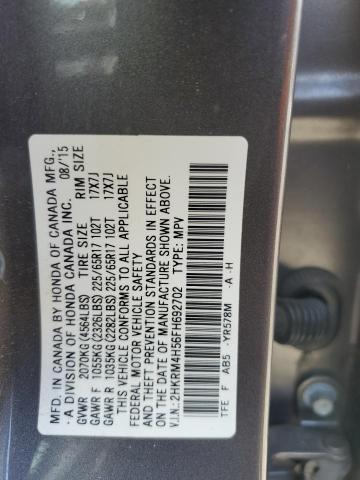 MFD. IN CANADA BY HONDA OF CANADA MFG.,
-A DIVISION OF HONDA CANADA INC. 08/15
GVWR 2070KG(4564LBS) TIRE SIZE RIM SIZE
GAWR F 1055KG(2326LBS) 225/65R17 102T 17X7J
GAWR R 1035KG(2282LBS) 225/65R17 102T 17X7J
THIS VEHICLE CONFORMS TO ALL APPLICABLE
FEDERAL MOTOR VEHICLE SAFETY
AND THEFT PREVENTION STANDARDS IN EFFECT
ON THE DATE OF MANUFACTURE SHOWN ABOVE.
V.I.N.: 2HKRM4H56FH692702 TYPE: MPV
TFE F AB5 -YR578M -A -H